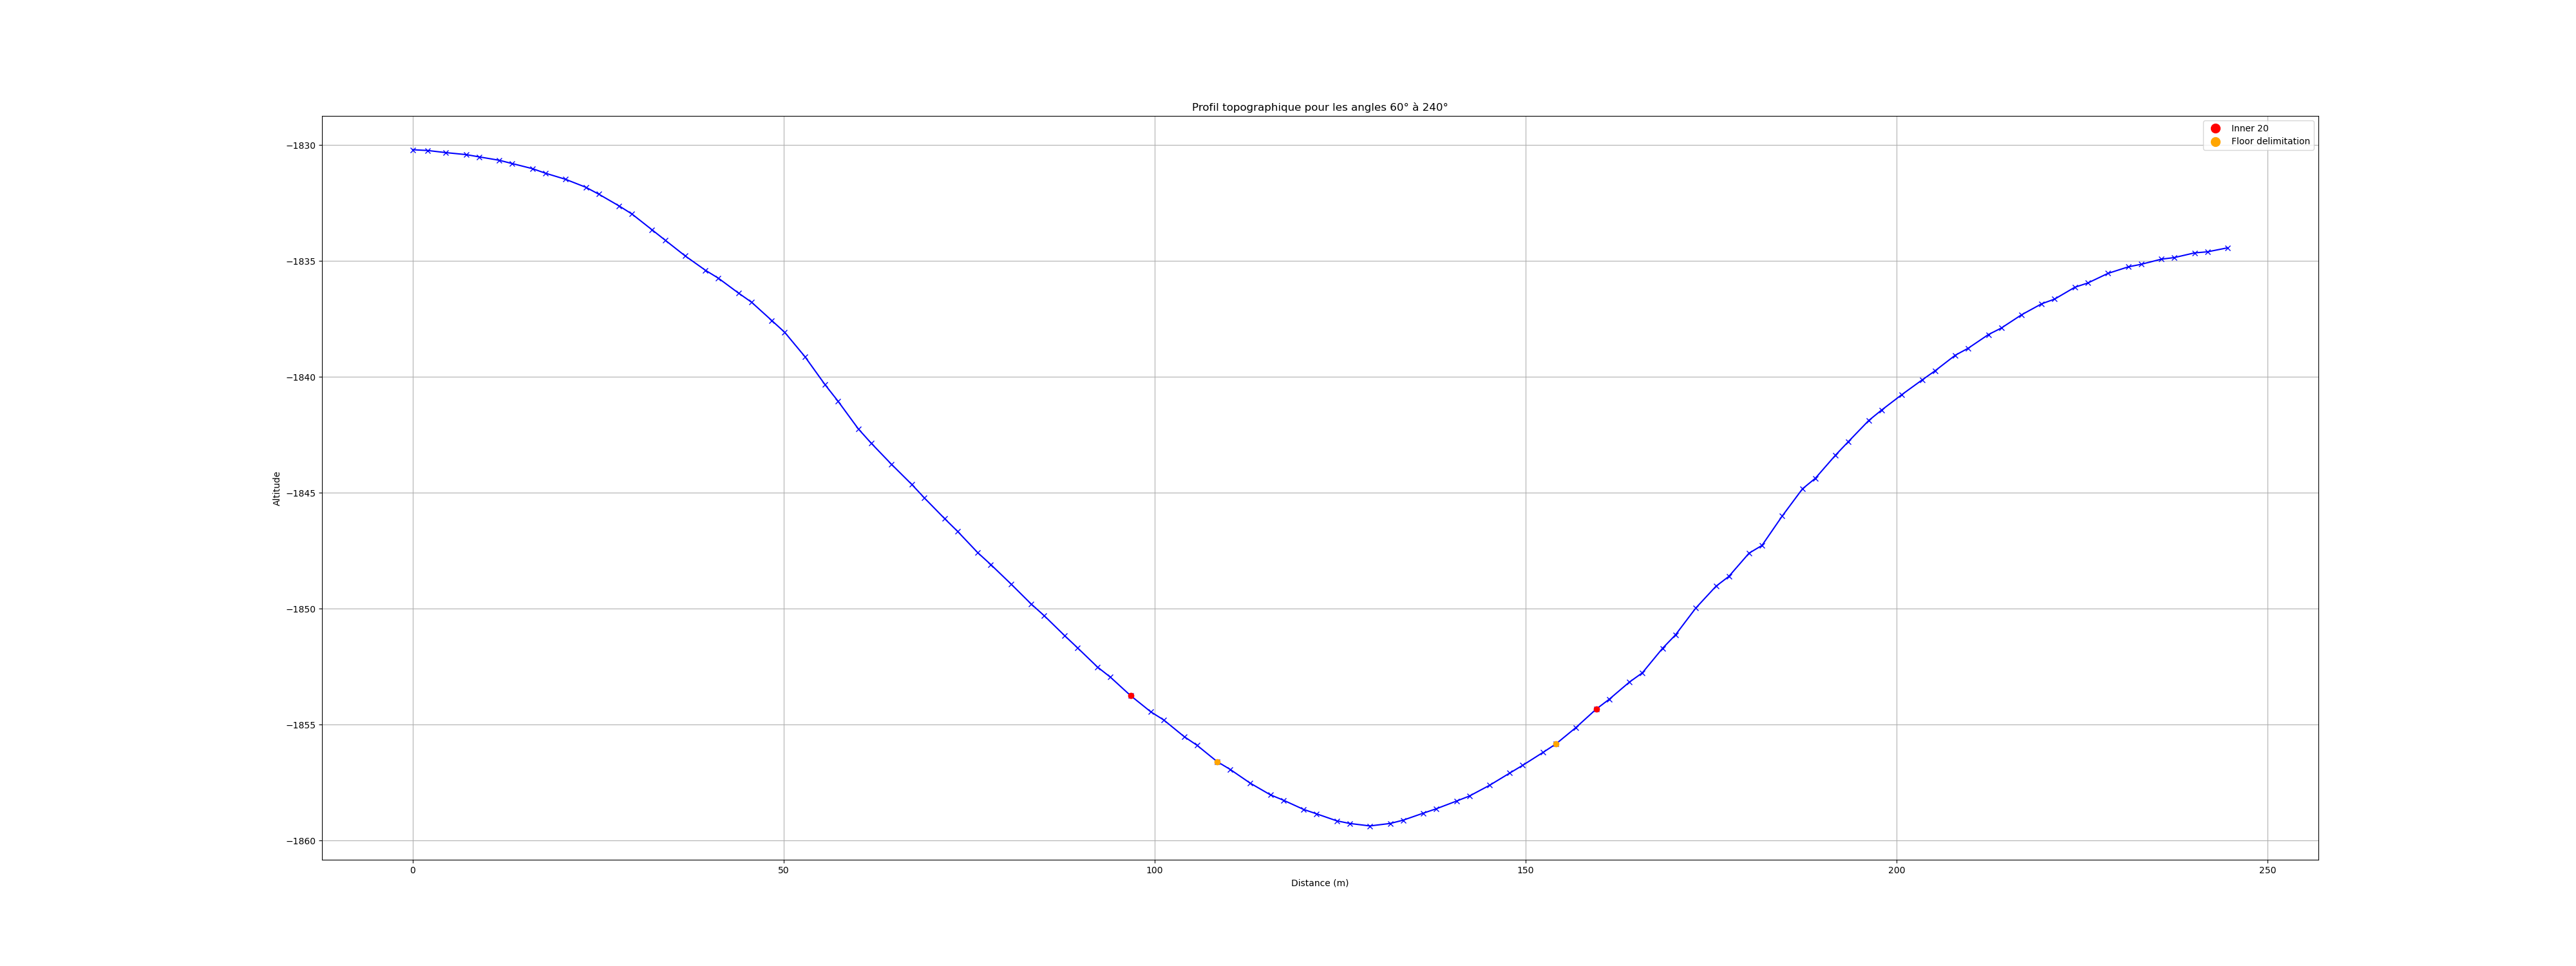 Profil topographique pour les angles 60° à 240°
Inner 20
Floor delimitation
−1830
−1835
−1840
−1845
−1850
−1855
−1860
Altitude
0
50
100
150
200
250
Distance (m)